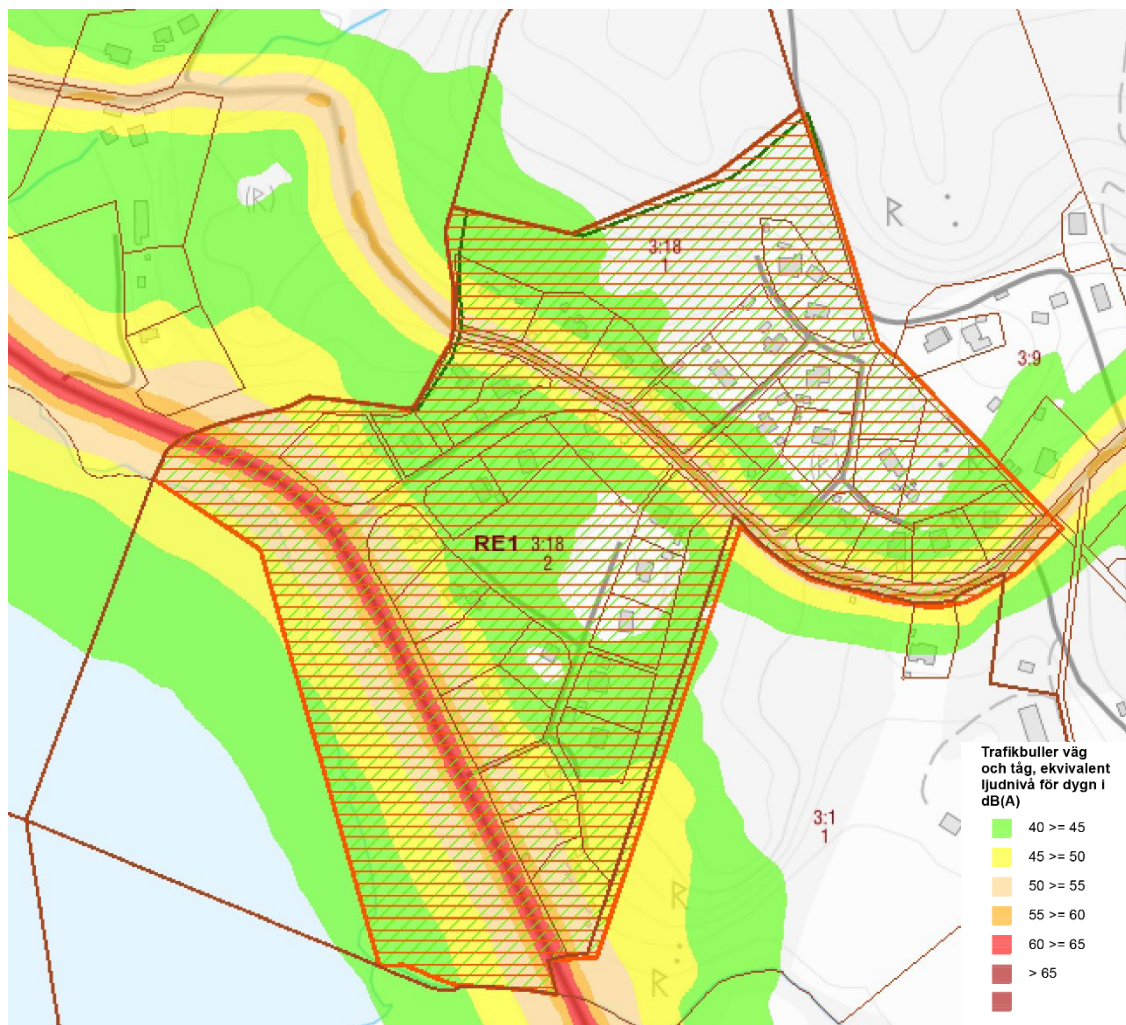 (R)
R
3:18
1
3:9
RE1 3:18
2
3:1
1
R
R
Trafikbuller väg
och tåg, ekvivalent
ljudnivå för dygn i
dB(A)
40 >= 45
45 >= 50
50 >= 55
55 >= 60
60 >= 65
> 65